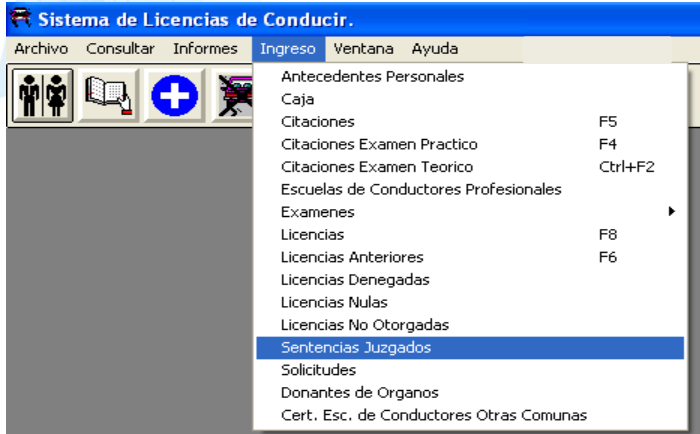 Sistema de Licencias de Conducir.
Archivo Consultar Informes Ingreso Ventana Ayuda
Antecedentes Personales
Caja
Citaciones F5
Citaciones Examen Practico F4
Citaciones Examen Teorico Ctrl+F2
Escuelas de Conductores Profesionales
Examenes
Licencias F8
Licencias Anteriores F6
Licencias Denegadas
Licencias Nulas
Licencias No Otorgadas
Sentencias Juzgados
Solicitudes
Donantes de Organos
Cert. Esc. de Conductores Otras Comunas